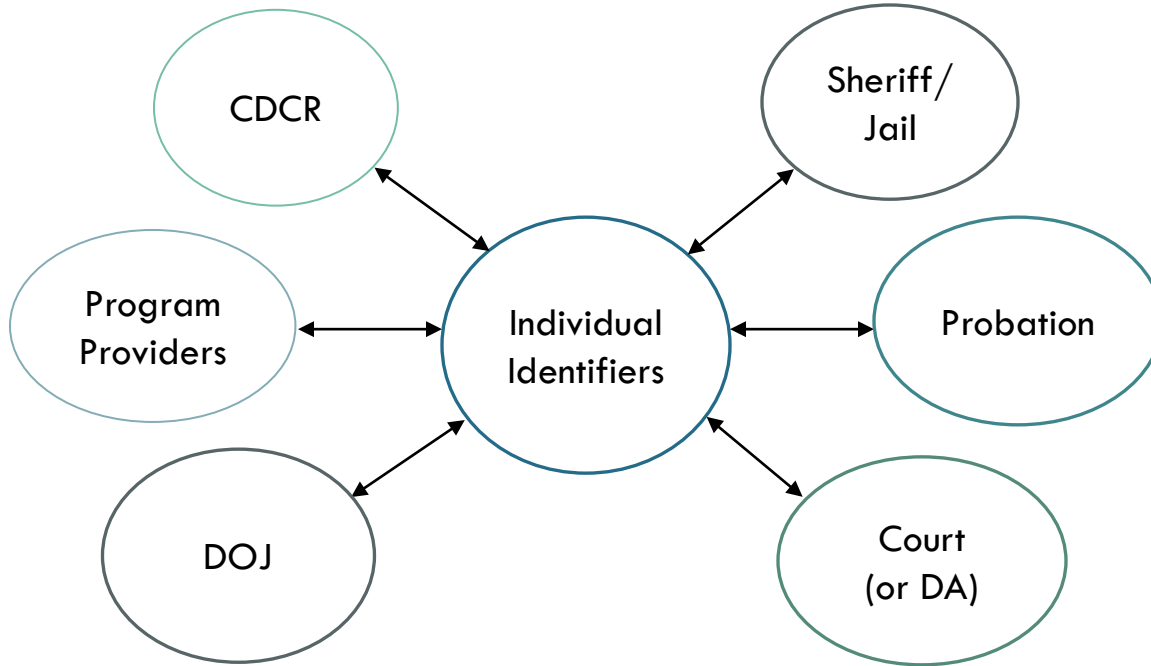 CDCR
Sheriff/
Jail
Program
Providers
Individual
Identifiers
Probation
DOJ
Court
(or DA)